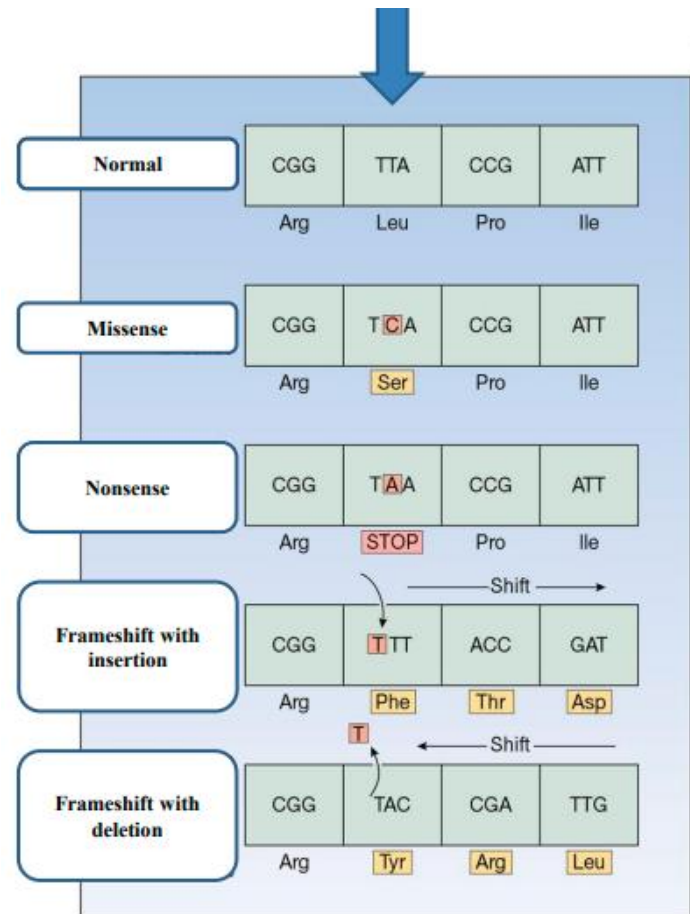 Normal
CGG TTA CCG ATT
Arg Leu Pro Ile
Missense
CGG TCA CCG ATT
Arg Ser Pro Ile
Nonsense
CGG TAA CCG ATT
Arg STOP Pro Ile
Shift
Frameshift with
insertion
CGG TTT ACC GAT
Arg Phe Thr Asp
T
Shift
Frameshift with
deletion
CGG TAC CGA TTG
Arg Tyr Arg Leu